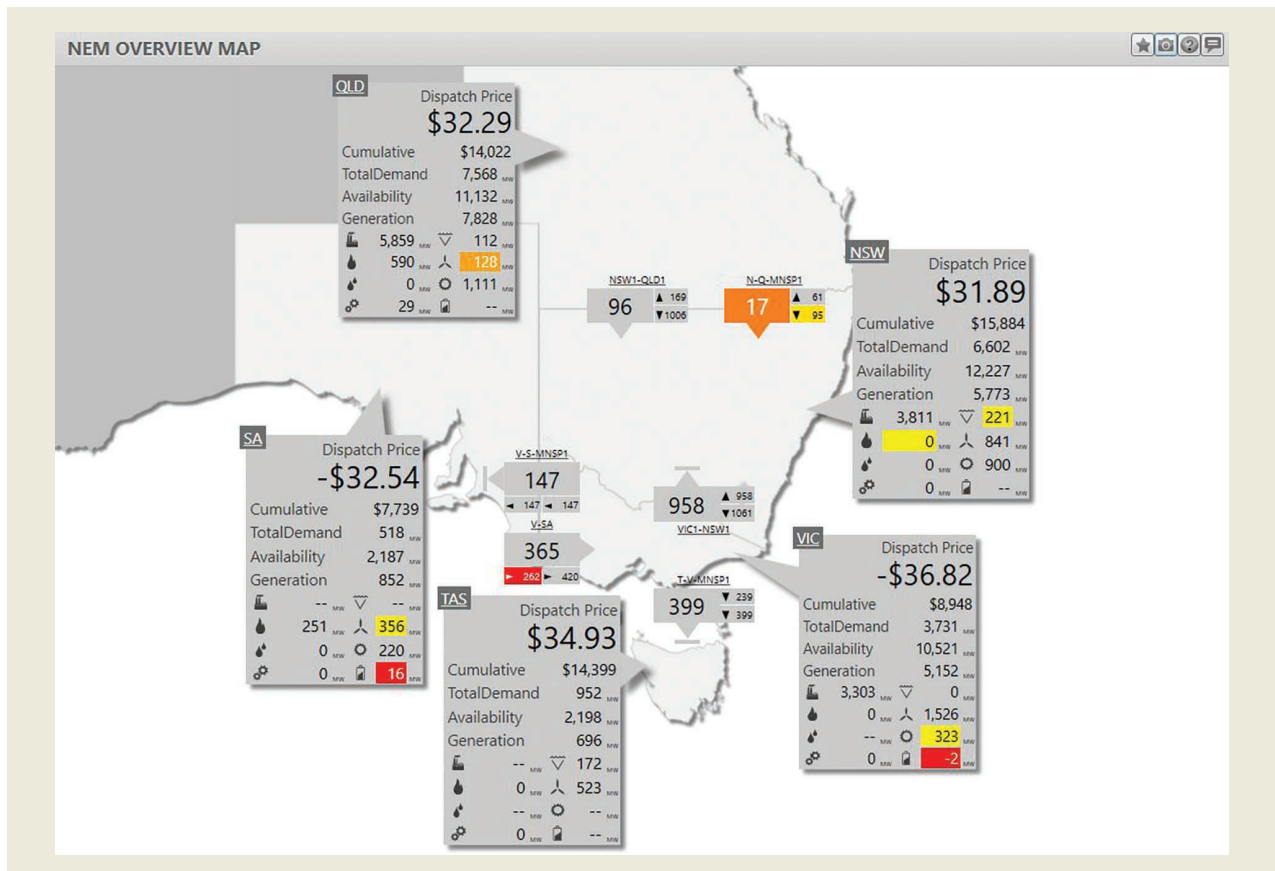 NEM OVERVIEW MAP
QLD
Dispatch Price
$32.29
Cumulative $14,022
TotalDemand 7,568 MW
Availability 11,132 MW
Generation 7,828 MW
5,859 MW 112 MW
590 MW 128 MW
0 MW 1,111 MW
29 MW -- MW
NSW1-QLD1
96
▲ 169
▼ 1006
N-Q-MNSP1
17
▲ 61
▼ 95
NSW
Dispatch Price
$31.89
Cumulative $15,884
TotalDemand 6,602 MW
Availability 12,227 MW
Generation 5,773 MW
3,811 MW 221 MW
0 MW 841 MW
0 MW 900 MW
0 MW -- MW
SA
Dispatch Price
-$32.54
Cumulative $7,739
TotalDemand 518 MW
Availability 2,187 MW
Generation 852 MW
-- MW -- MW
251 MW 356 MW
0 MW 220 MW
0 MW 16 MW
V-S-MNSP1
147
◄ 147 ◄ 147
V-SA
365
► 262 ► 420
958
▲ 958
▼ 1061
VIC1-NSW1
T-V-MNSP1
399
▼ 239
▼ 399
VIC
Dispatch Price
-$36.82
Cumulative $8,948
TotalDemand 3,731 MW
Availability 10,521 MW
Generation 5,152 MW
3,303 MW 0 MW
0 MW 1,526 MW
-- MW 323 MW
0 MW -2 MW
TAS
Dispatch Price
$34.93
Cumulative $14,399
TotalDemand 952 MW
Availability 2,198 MW
Generation 696 MW
-- MW 172 MW
0 MW 523 MW
-- MW -- MW
0 MW -- MW